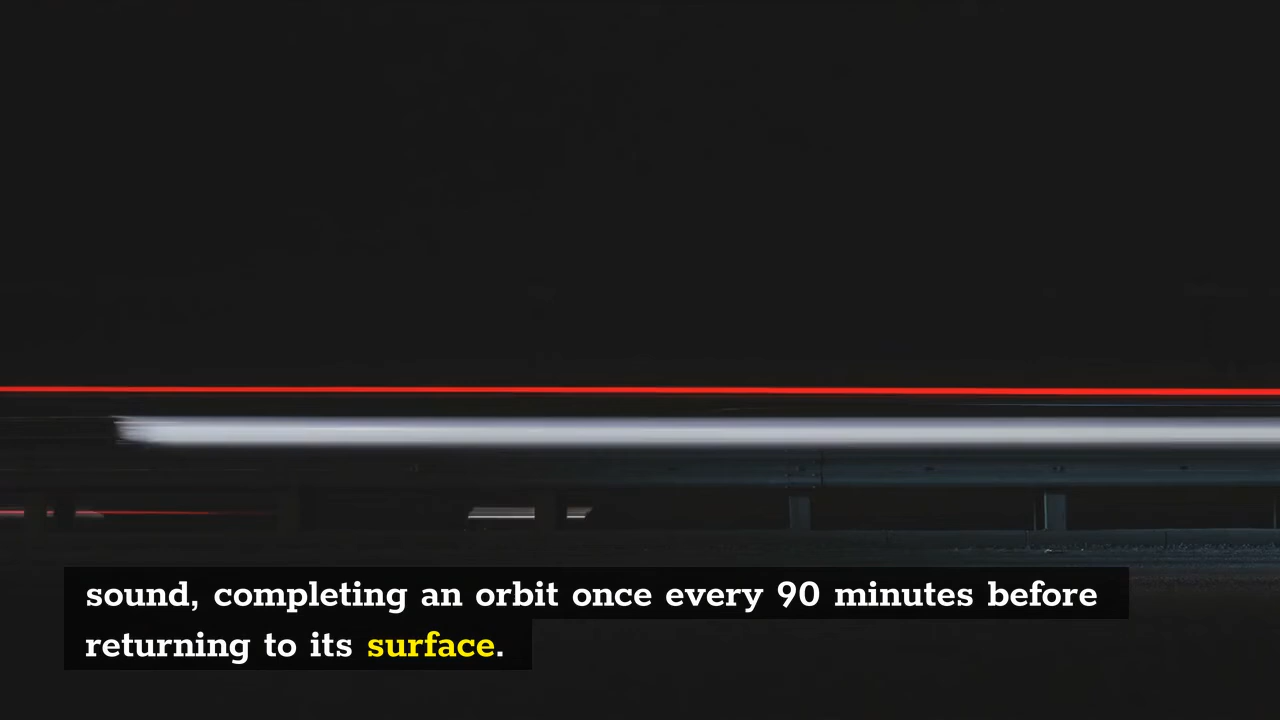 sound, completing an orbit once every 90 minutes before
returning to its surface.